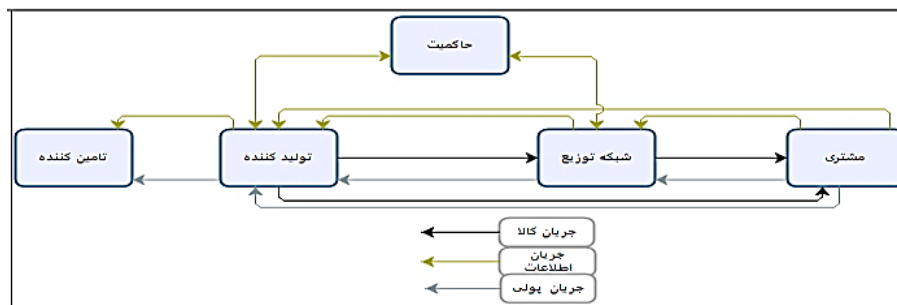 حاکمیت
مشتری
شبکه توزیع
تولید کننده
تامین کننده
جریان کالا
جریان
اطلاعات
جریان پولی